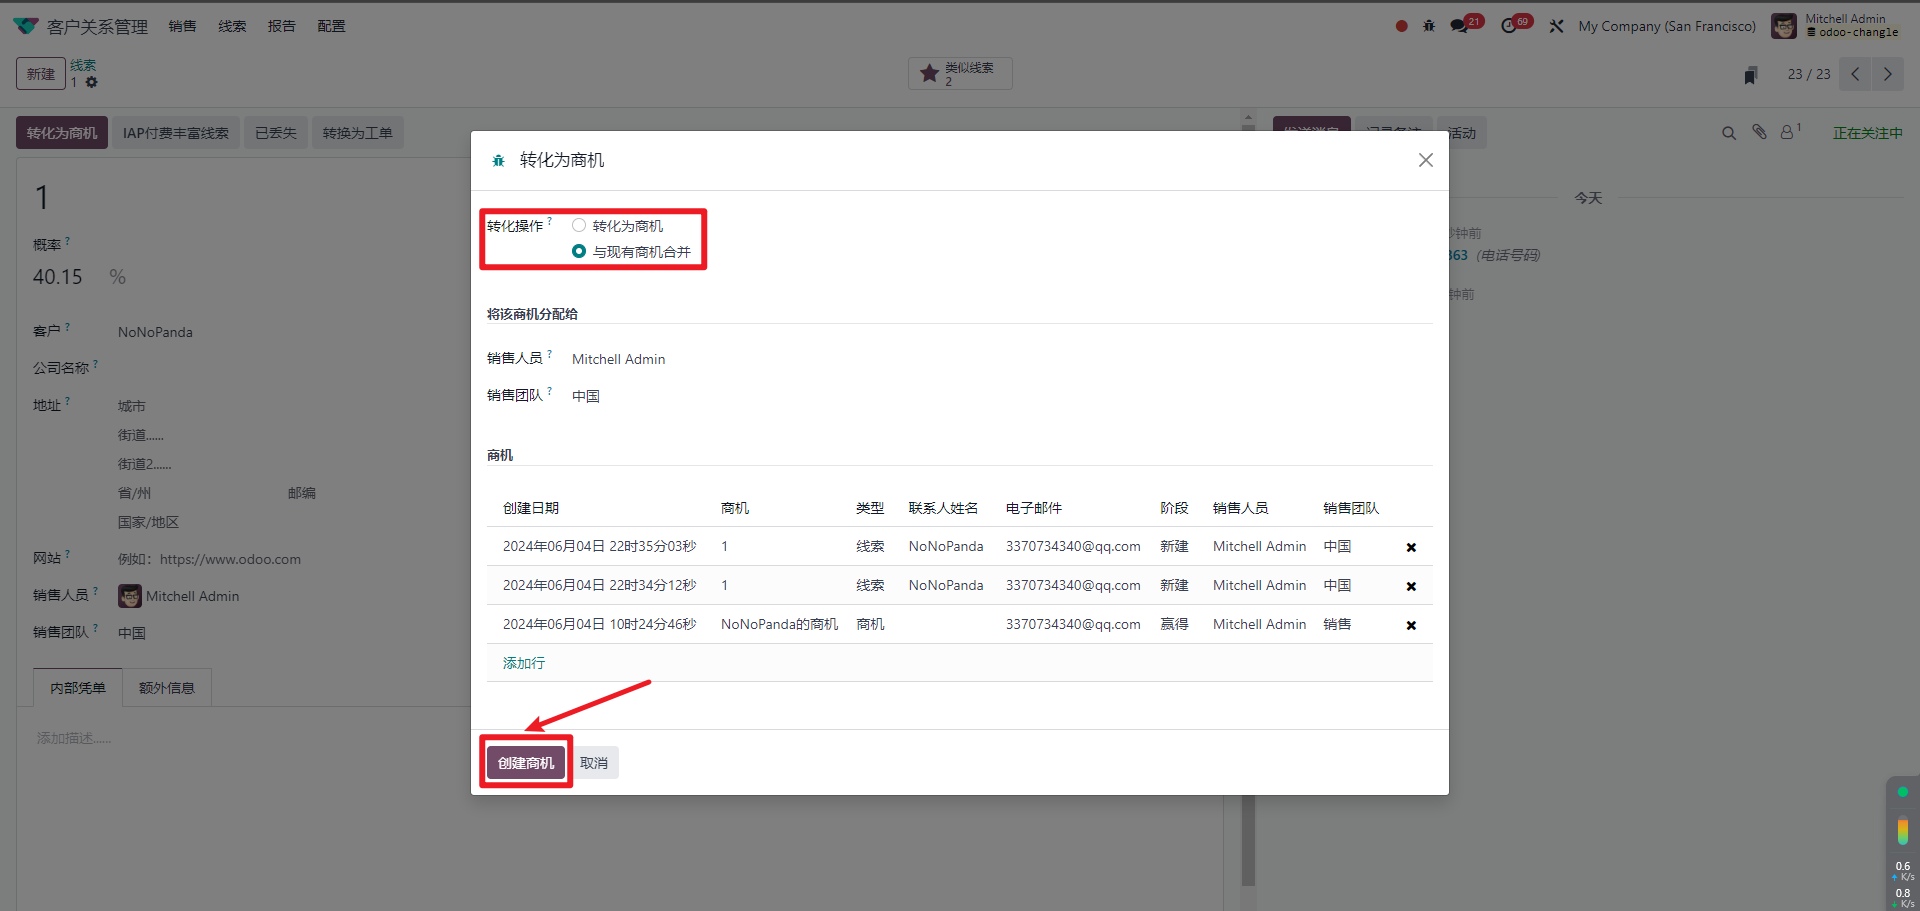 客户关系管理 销售 线索 报告 配置
21 69 My Company (San Francisco) Mitchell Admin
odoo-changle
新建 线索
1
类似线索
2
23 / 23
转化为商机 IAP付费丰富线索 已丢失 转换为工单
活动
1 正在关注中
1
概率 ?
40.15 %
客户 ? NoNoPanda
公司名称 ?
地址 ? 城市
街道......
街道2......
省/州 邮编
国家/地区
网站 ? 例如：https://www.odoo.com
销售人员 ? Mitchell Admin
销售团队 ? 中国
内部凭单 额外信息
添加描述......
转化为商机
转化操作 ? 转化为商机
与现有商机合并
将该商机分配给
销售人员 ? Mitchell Admin
销售团队 ? 中国
商机
创建日期 商机 类型 联系人姓名 电子邮件 阶段 销售人员 销售团队
2024年06月04日 22时35分03秒 1 线索 NoNoPanda 3370734340@qq.com 新建 Mitchell Admin 中国
2024年06月04日 22时34分12秒 1 线索 NoNoPanda 3370734340@qq.com 新建 Mitchell Admin 中国
2024年06月04日 10时24分46秒 NoNoPanda的商机 商机 3370734340@qq.com 赢得 Mitchell Admin 销售
添加行
创建商机 取消
今天
钟前
363 (电话号码)
钟前
0.6
K/s
0.8
K/s